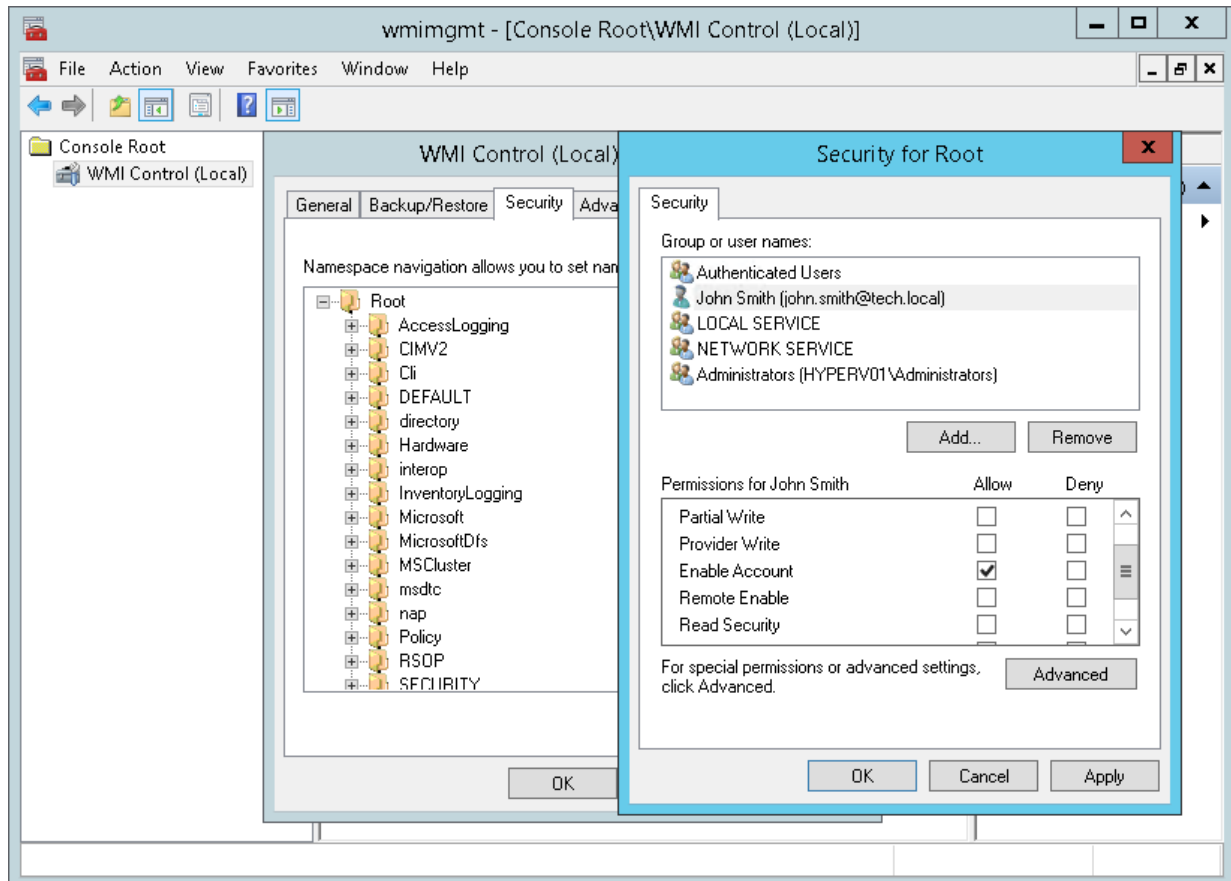 wmimgmt - [Console Root\WMI Control (Local)]
File Action View Favorites Window Help
Console Root
WMI Control (Local)
WMI Control (Local)
General Backup/Restore Security Adva
Namespace navigation allows you to set nam
Root
AccessLogging
CIMV2
Cli
DEFAULT
directory
Hardware
interop
InventoryLogging
Microsoft
MicrosoftDfs
MSCluster
msdtc
nap
Policy
RSOP
SECURITY
OK
Security for Root
Security
Group or user names:
Authenticated Users
John Smith (john.smith@tech.local)
LOCAL SERVICE
NETWORK SERVICE
Administrators (HYPERV01\Administrators)
Add... Remove
Permissions for John Smith Allow Deny
Partial Write
Provider Write
Enable Account
Remote Enable
Read Security
For special permissions or advanced settings,
click Advanced.
Advanced
OK Cancel Apply